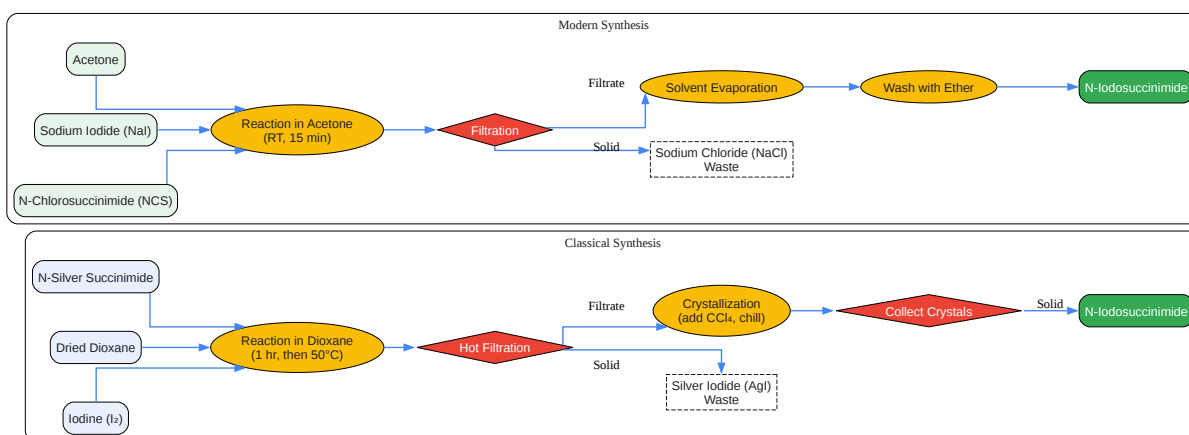 Modern Synthesis
Acetone
Filtrate
Solvent Evaporation
Wash with Ether
N-Iodosuccinimide
Sodium Iodide (NaI)
Reaction in Acetone
(RT, 15 min)
Filtration
Solid
Sodium Chloride (NaCl)
Waste
N-Chlorosuccinimide (NCS)
Classical Synthesis
N-Silver Succinimide
Filtrate
Crystallization
(add CCl₄, chill)
Collect Crystals
Solid
N-Iodosuccinimide
Dried Dioxane
Reaction in Dioxane
(1 hr, then 50°C)
Hot Filtration
Solid
Silver Iodide (AgI)
Waste
Iodine (I₂)